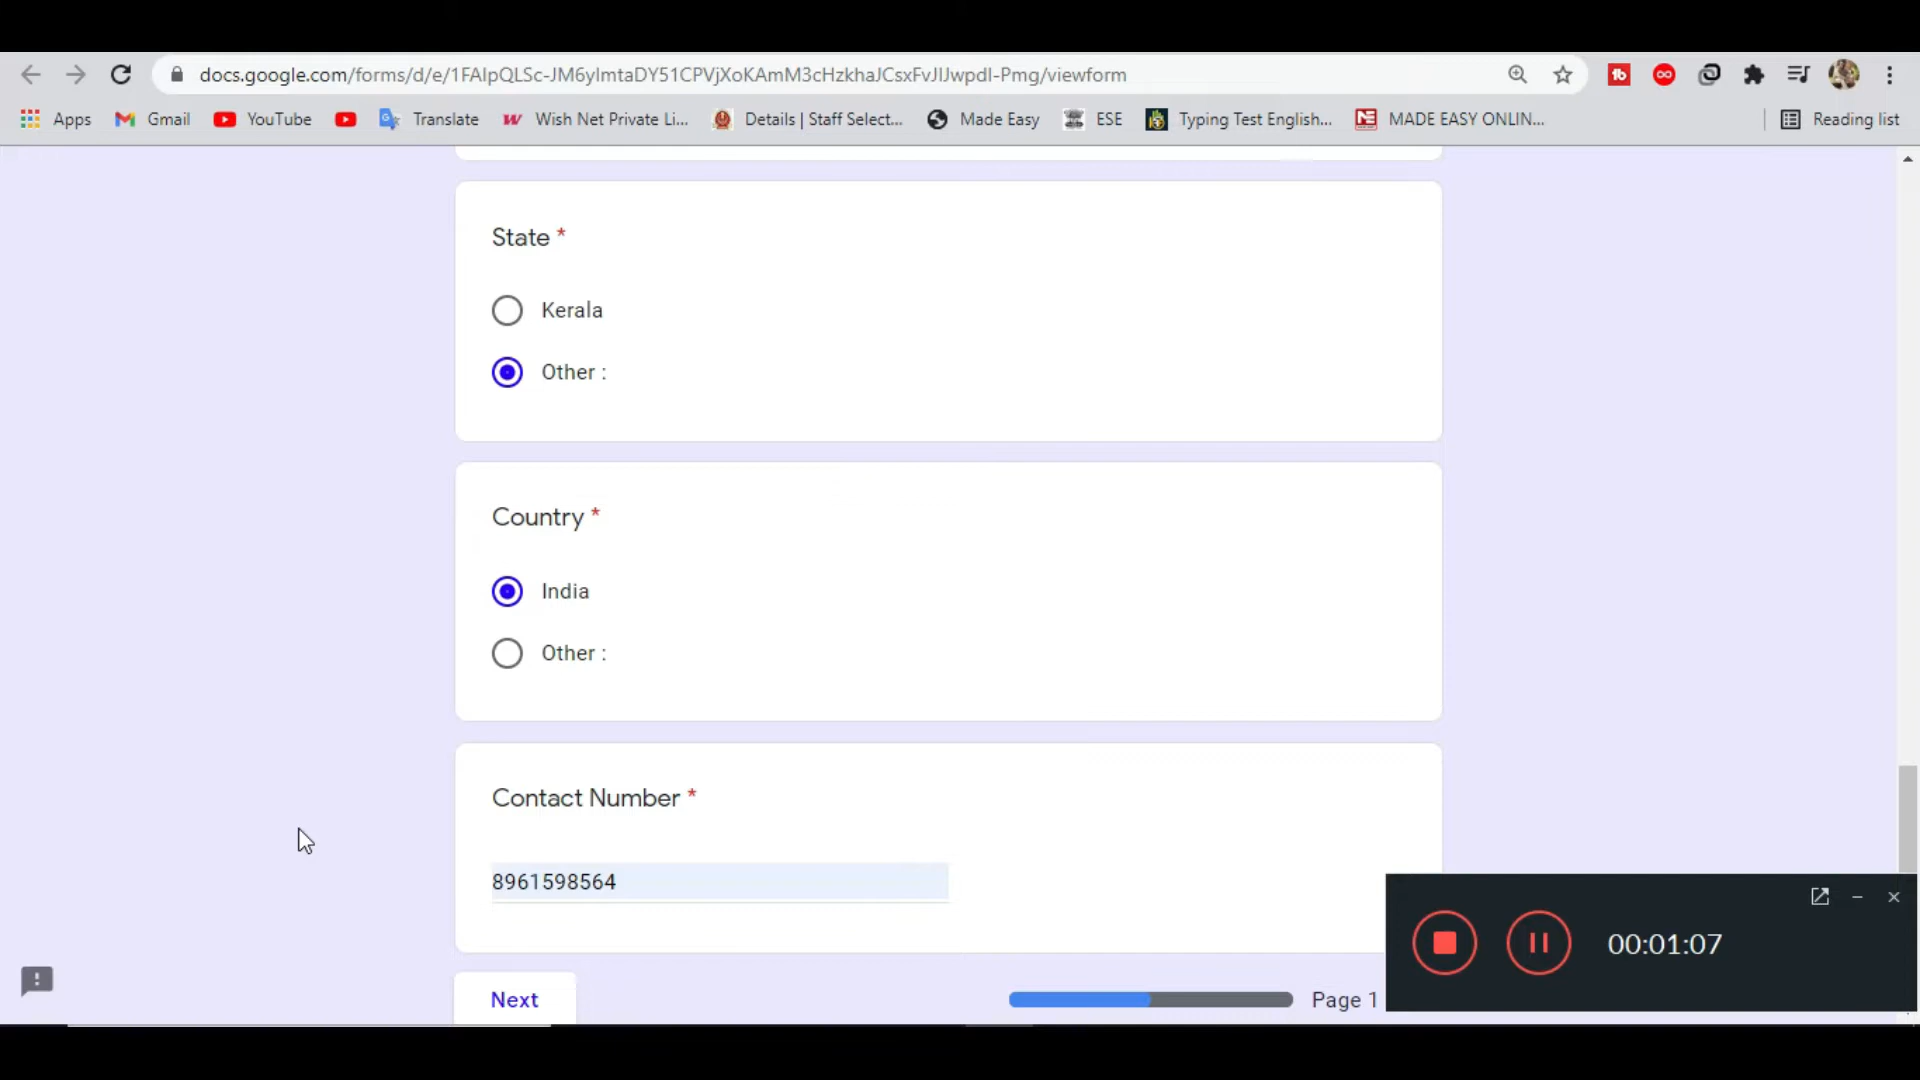 docs.google.com/forms/d/e/1FAIpQLSc-JM6yImtaDY51CPVjXoKAmM3cHzkhaJCsxFvJIJwpdI-Pmg/viewform
Apps Gmail YouTube Translate Wish Net Private Li... Details | Staff Select... Made Easy ESE Typing Test English... MADE EASY ONLIN... Reading list
State *
Kerala
Other :
Country *
India
Other :
Contact Number *
8961598564
00:01:07
Next
Page 1